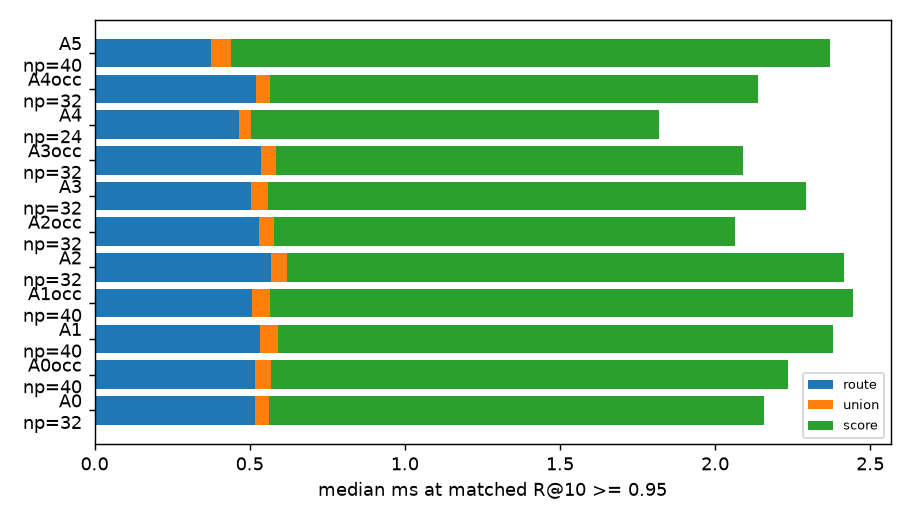 A5
np=40
A4occ
np=32
A4
np=24
A3occ
np=32
A3
np=32
A2occ
np=32
A2
np=32
A1occ
np=40
A1
np=40
A0occ
np=40
A0
np=32
route
union
score
0.0 0.5 1.0 1.5 2.0 2.5
median ms at matched R@10 >= 0.95